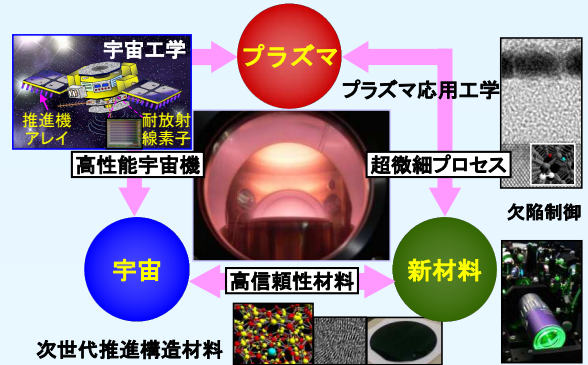 宇宙工学
プラズマ
プラズマ応用工学
推進機
アレイ
耐放射
線素子
高性能宇宙機
超微細プロセス
欠陥制御
宇宙
新材料
高信頼性材料
次世代推進構造材料